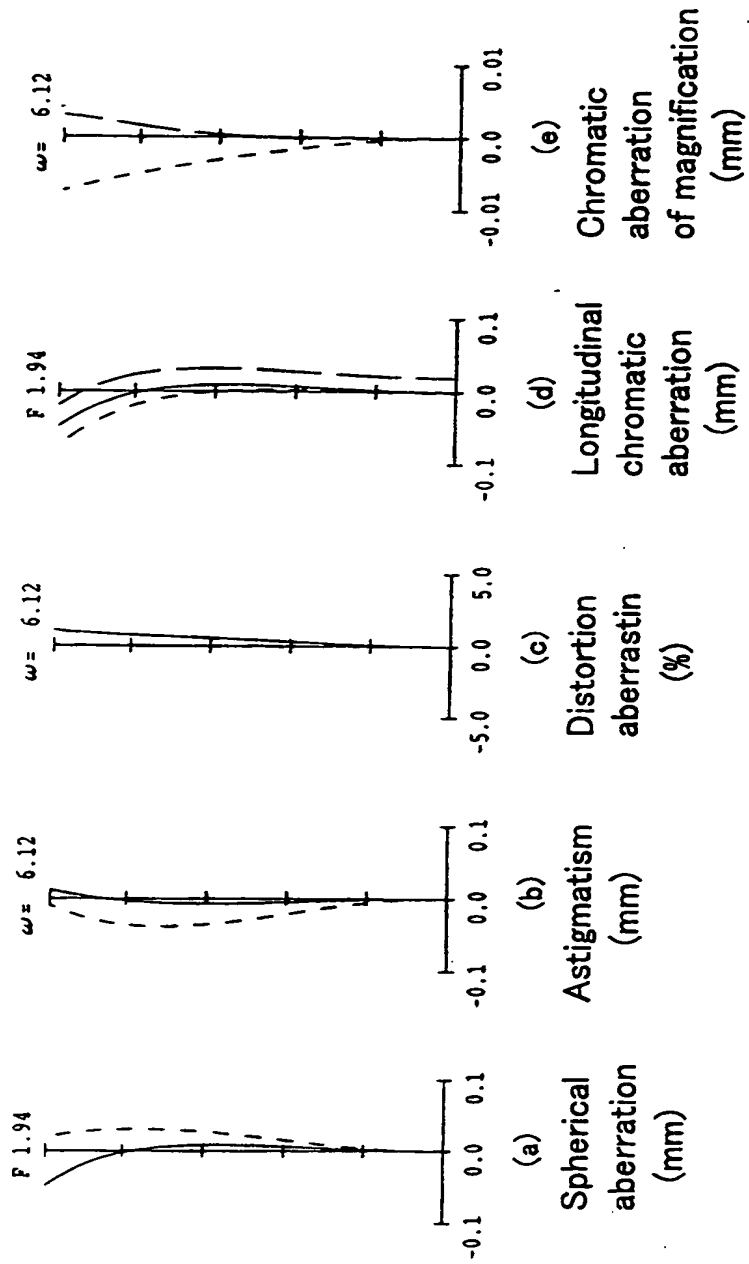 F 1.94
-0.1 0.0 0.1
(a)
Spherical
aberration
(mm)
ω= 6.12
-0.1 0.0 0.1
(b)
Astigmatism
(mm)
ω= 6.12
-5.0 0.0 5.0
(c)
Distortion
aberrastin
(%)
F 1.94
-0.1 0.0 0.1
(d)
Longitudinal
chromatic
aberration
(mm)
ω= 6.12
-0.01 0.0 0.01
(e)
Chromatic
aberration
of magnification
(mm)